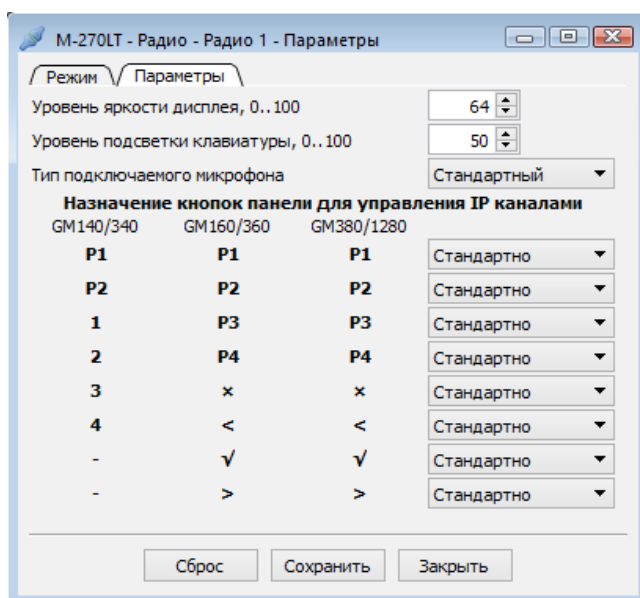 M-270LT - Радио - Радио 1 - Параметры
Режим Параметры
Уровень яркости дисплея, 0..100 64
Уровень подсветки клавиатуры, 0..100 50
Тип подключаемого микрофона Стандартный
Назначение кнопок панели для управления IP каналами
GM140/340 GM160/360 GM380/1280
P1 P1 P1 Стандартно
P2 P2 P2 Стандартно
1 P3 P3 Стандартно
2 P4 P4 Стандартно
3 × × Стандартно
4 < < Стандартно
- √ √ Стандартно
- > > Стандартно
Сброс Сохранить Закрыть